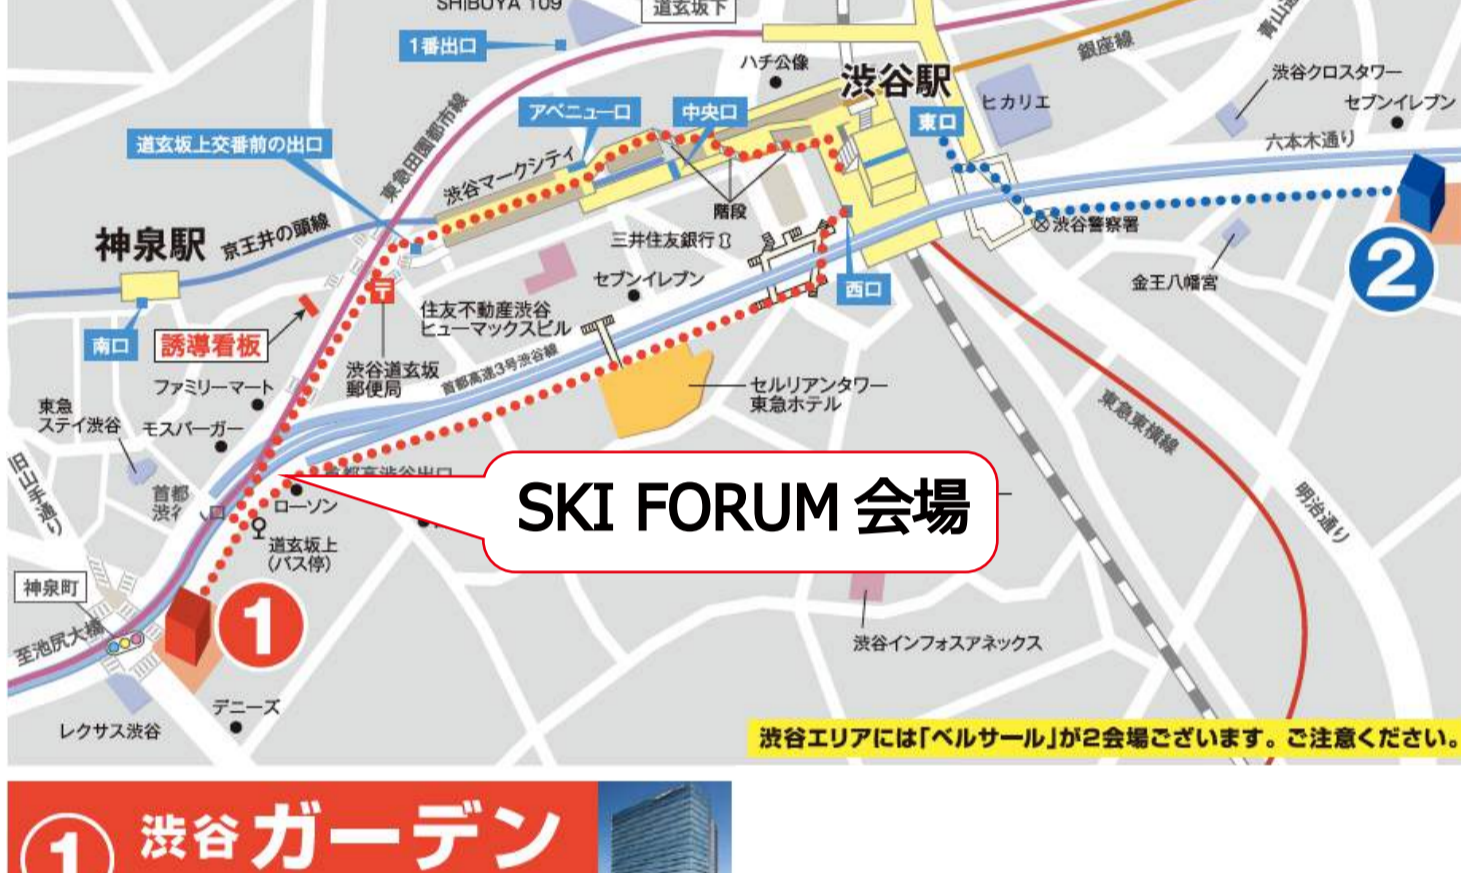 SHIBUYA 109
道玄坂下
1番出口
ハチ公像
渋谷駅
銀座線
渋谷クロスタワー
セブンイレブン
ヒカリエ
六本木通り
アベニュー口
中央口
東口
道玄坂上交番前の出口
東急田園都市線
渋谷マークシティ
階段
神泉駅
京王井の頭線
三井住友銀行
渋谷警察署
セブンイレブン
西口
金王八幡宮
2
南口
誘導看板
〒
住友不動産渋谷
ヒューマックスビル
渋谷道玄坂
郵便局
首都高速3号渋谷線
ファミリーマート
セルリアンタワー
東急ホテル
東急
ステイ渋谷
モスバーガー
東急東横線
旧山手通り
首都
ローソン
SKI FORUM 会場
明治通り
道玄坂上
(バス停)
神泉町
1
至池尻大橋
渋谷インフォスアネックス
デニーズ
レクサス渋谷
渋谷エリアには「ベルサール」が2会場ございます。ご注意ください。
1 渋谷ガーデン